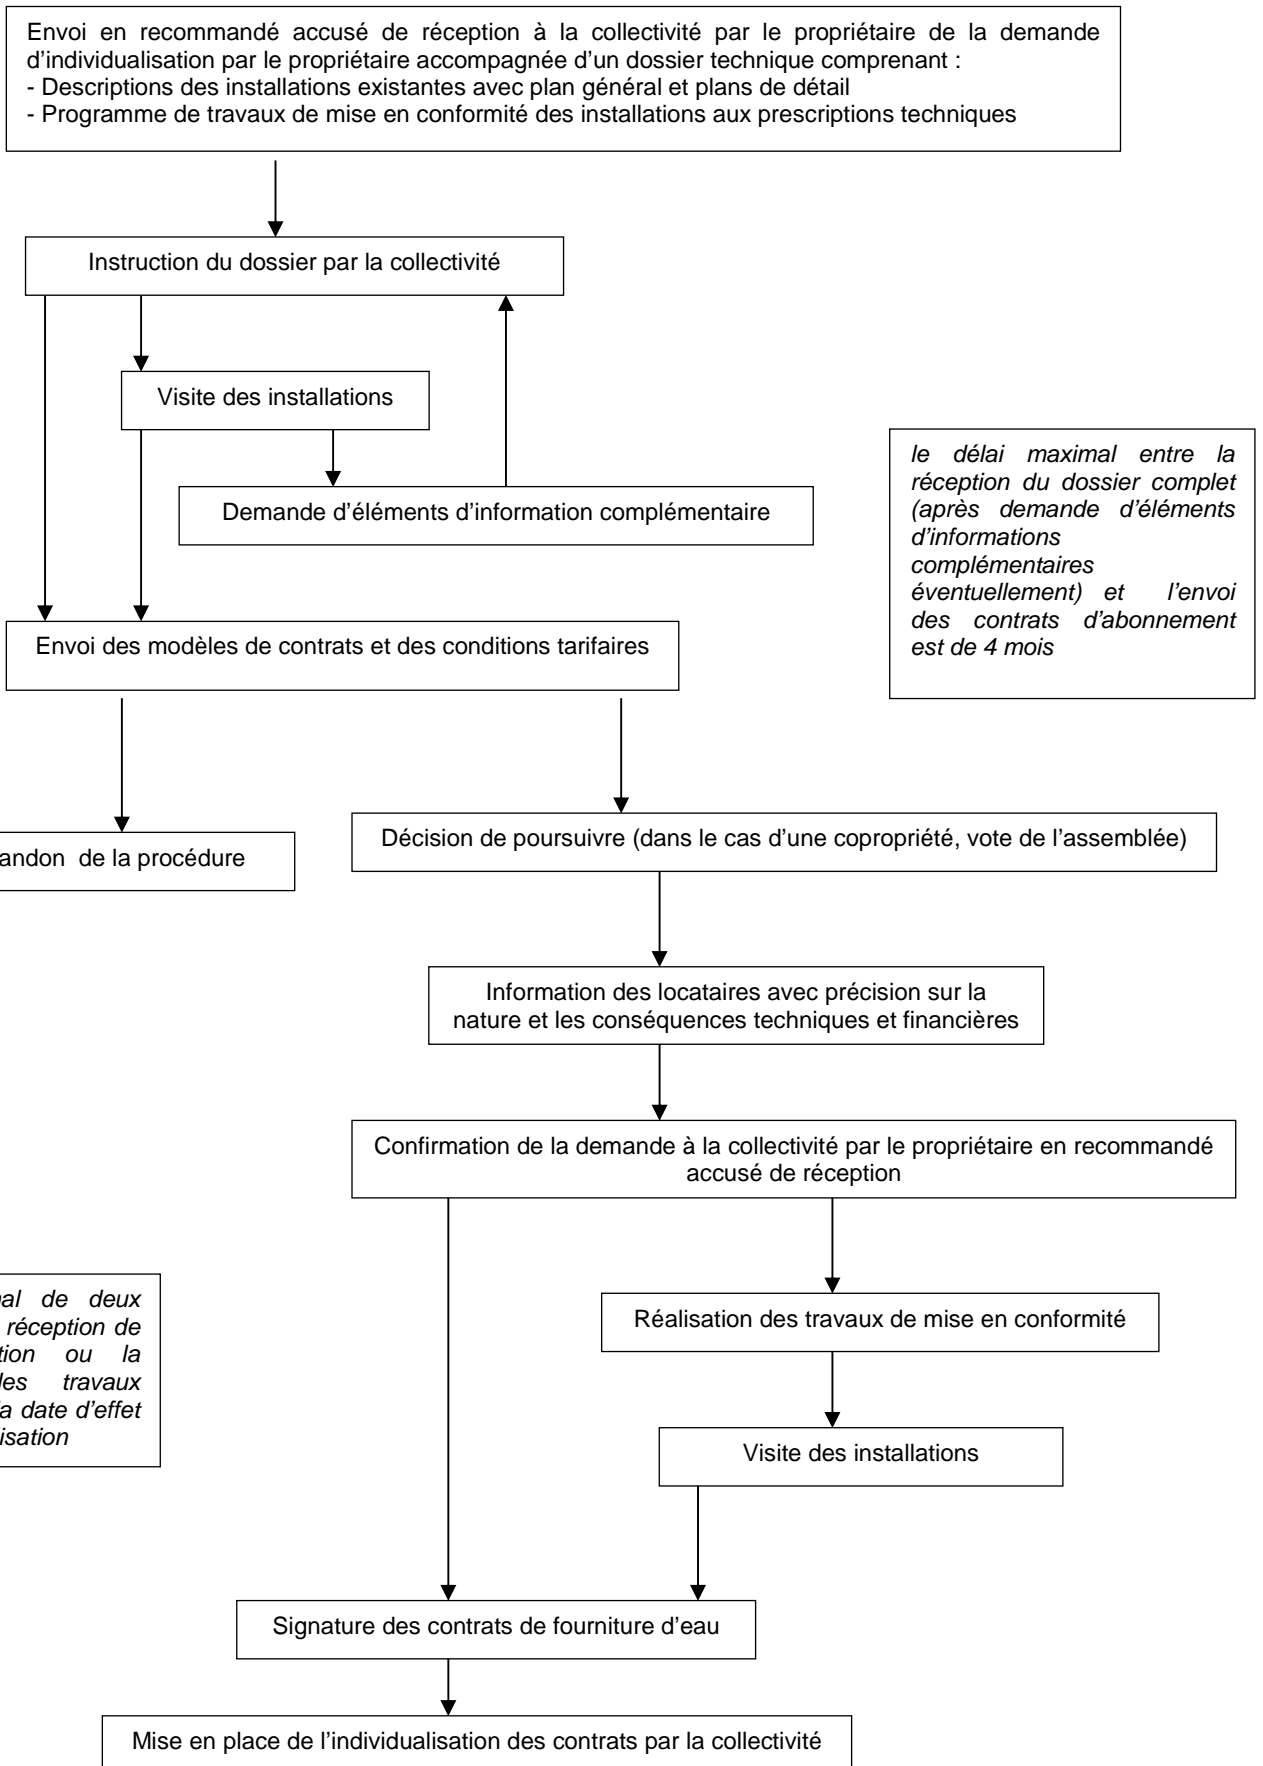 Envoi en recommandé accusé de réception à la collectivité par le propriétaire de la demande
d’individualisation par le propriétaire accompagnée d’un dossier technique comprenant :
- Descriptions des installations existantes avec plan général et plans de détail
- Programme de travaux de mise en conformité des installations aux prescriptions techniques
Instruction du dossier par la collectivité
Visite des installations
Demande d’éléments d’information complémentaire
le délai maximal entre la
réception du dossier complet
(après demande d’éléments
d’informations
complémentaires
éventuellement) et l’envoi
des contrats d’abonnement
est de 4 mois
Envoi des modèles de contrats et des conditions tarifaires
Décision de poursuivre (dans le cas d’une copropriété, vote de l’assemblée)
andon de la procédure
Information des locataires avec précision sur la
nature et les conséquences techniques et financières
Confirmation de la demande à la collectivité par le propriétaire en recommandé
accusé de réception
al de deux
réception de
tion ou la
les travaux
la date d'effet
isation
Réalisation des travaux de mise en conformité
Visite des installations
Signature des contrats de fourniture d’eau
Mise en place de l’individualisation des contrats par la collectivité